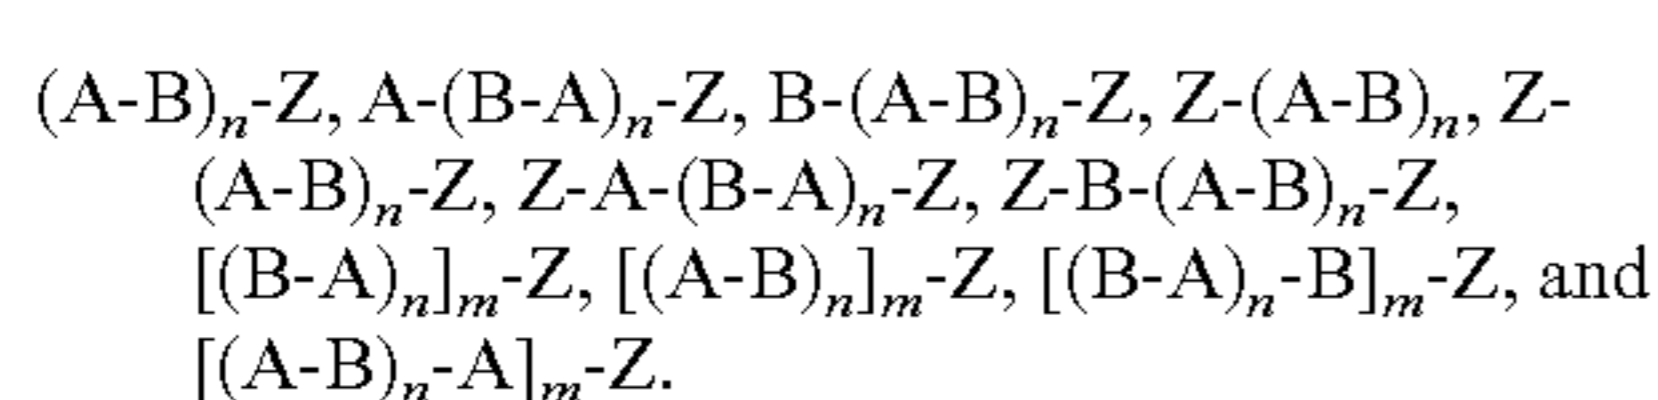 (A-B)n-Z, A-(B-A)n-Z, B-(A-B)n-Z, Z-(A-B)n, Z-
(A-B)n-Z, Z-A-(B-A)n-Z, Z-B-(A-B)n-Z,
[(B-A)n]m-Z, [(A-B)n]m-Z, [(B-A)n-B]m-Z, and
[(A-B)n-A]m-Z.